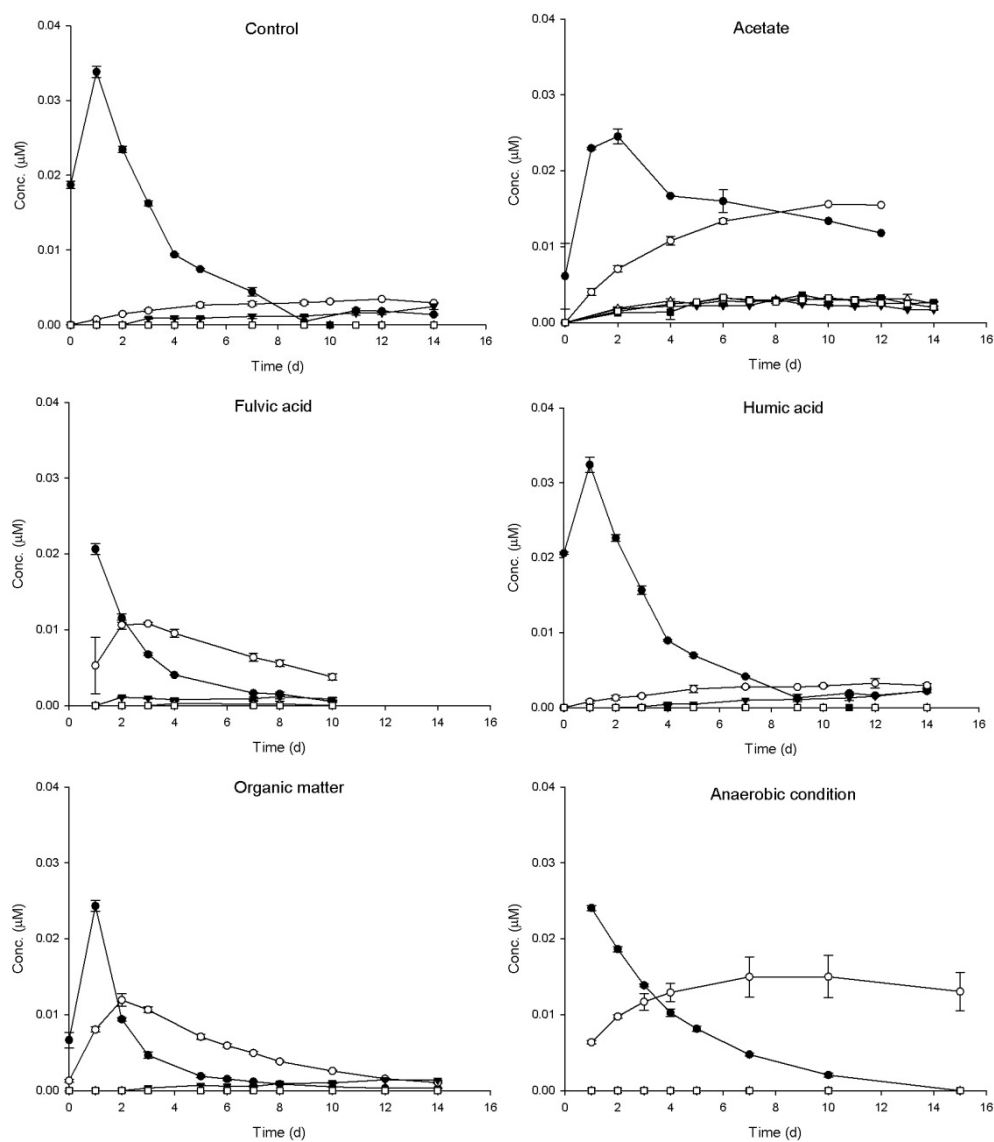 Control
Conc. (μM)
0.04
0.03
0.02
0.01
0.00
0 2 4 6 8 10 12 14 16
Time (d)
Acetate
Conc. (μM)
0.04
0.03
0.02
0.01
0.00
0 2 4 6 8 10 12 14 16
Time (d)
Fulvic acid
Conc. (μM)
0.04
0.03
0.02
0.01
0.00
0 2 4 6 8 10 12 14 16
Time (d)
Humic acid
Conc. (μM)
0.04
0.03
0.02
0.01
0.00
0 2 4 6 8 10 12 14 16
Time (d)
Organic matter
Conc. (μM)
0.04
0.03
0.02
0.01
0.00
0 2 4 6 8 10 12 14 16
Time (d)
Anaerobic condition
Conc. (μM)
0.04
0.03
0.02
0.01
0.00
0 2 4 6 8 10 12 14 16
Time (d)